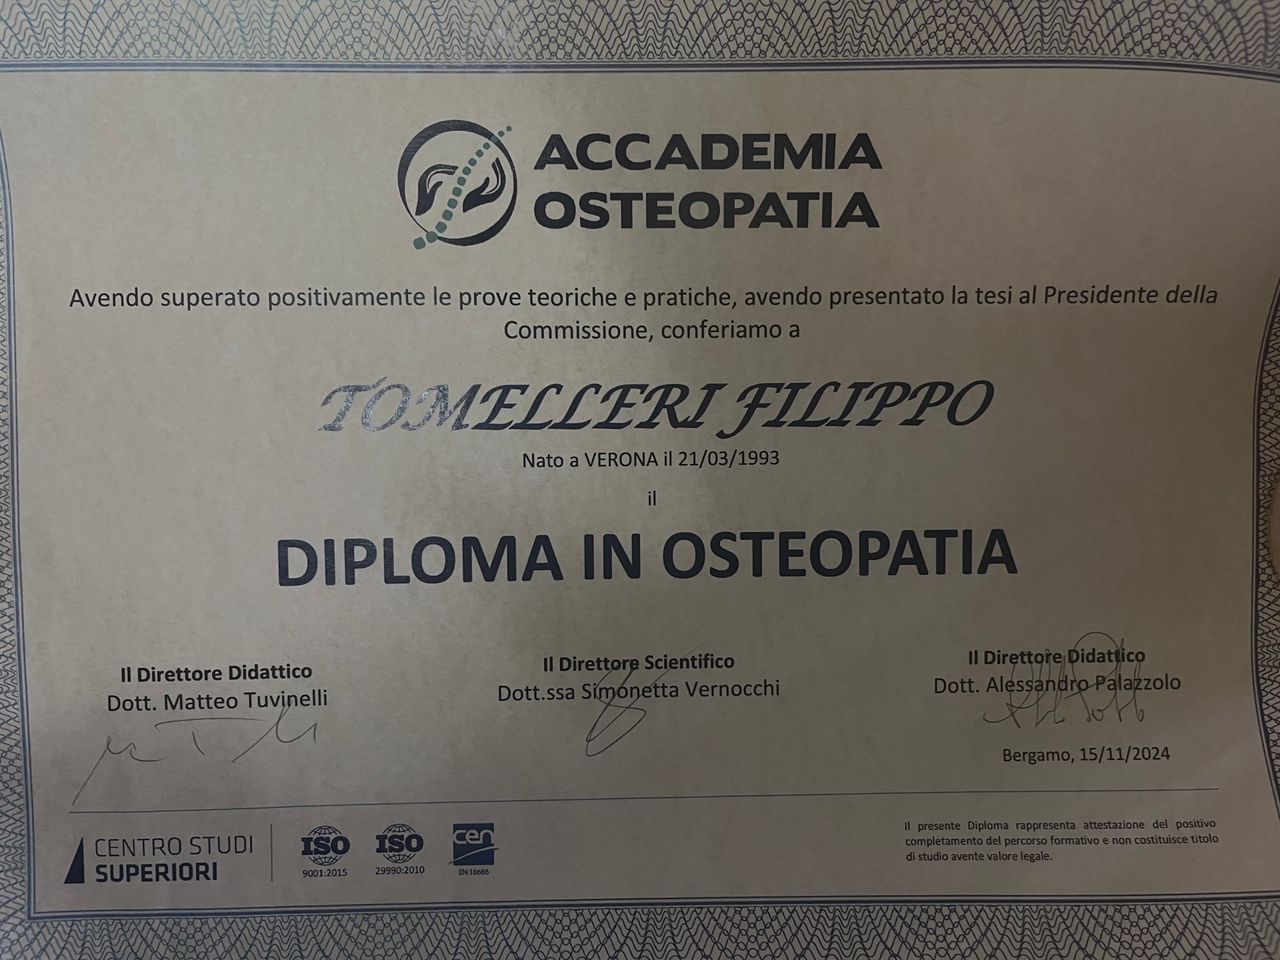 ACCADEMIA
OSTEOPATIA
Avendo superato positivamente le prove teoriche e pratiche, avendo presentato la tesi al Presidente della
Commissione, conferiamo a
TOMELLERI FILIPPO
Nato a VERONA il 21/03/1993
il
DIPLOMA IN OSTEOPATIA
Il Direttore Didattico
Dott. Matteo Tuvinelli
Il Direttore Scientifico
Dott.ssa Simonetta Vernocchi
Il Direttore Didattico
Dott. Alessandro Palazzolo
Bergamo, 15/11/2024
CENTRO STUDI
SUPERIORI
ISO
9001:2015
ISO
29990:2010
cen
EN:16686
Il presente Diploma rappresenta attestazione del positivo
completamento del percorso formativo e non costituisce titolo
di studio avente valore legale.